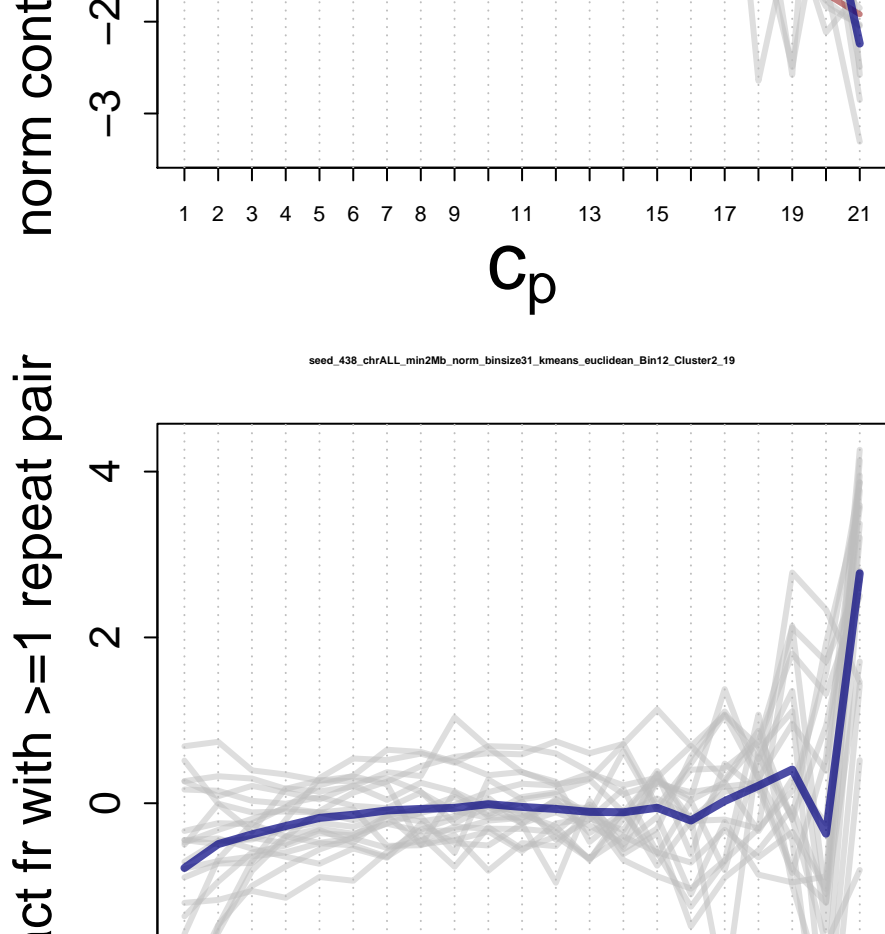 norm cont
−2
−3
1 2 3 4 5 6 7 8 9 11 13 15 17 19 21
cp
seed_438_chrALL_min2Mb_norm_binsize31_kmeans_euclidean_Bin12_Cluster2_19
act fr with >=1 repeat pair
4
2
0